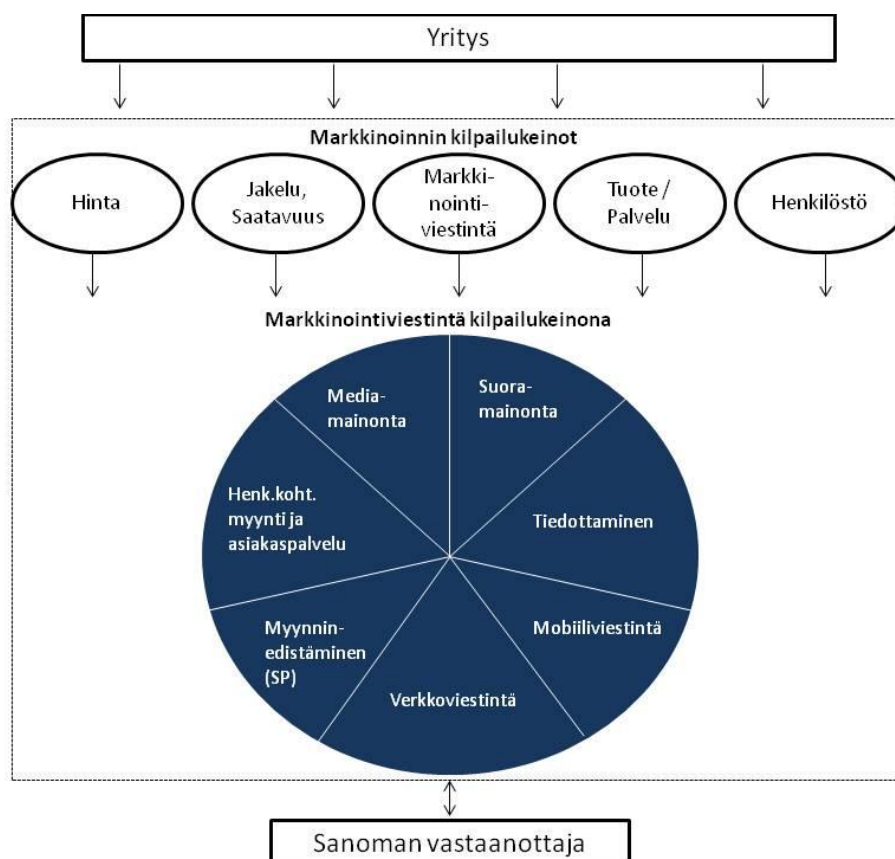 Yritys
Markkinoinnin kilpailukeinot
Hinta
Jakelu,
Saatavuus
Markki-
nointi-
viestintä
Tuote /
Palvelu
Henkilöstö
Markkinointiviestintä kilpailukeinona
Media-
mainonta
Suora-
mainonta
Henk.koht.
myynti ja
asiakaspalvelu
Tiedottaminen
Myynnin-
edistäminen
(SP)
Mobiiliviestintä
Verkkoviestintä
Sanoman vastaanottaja